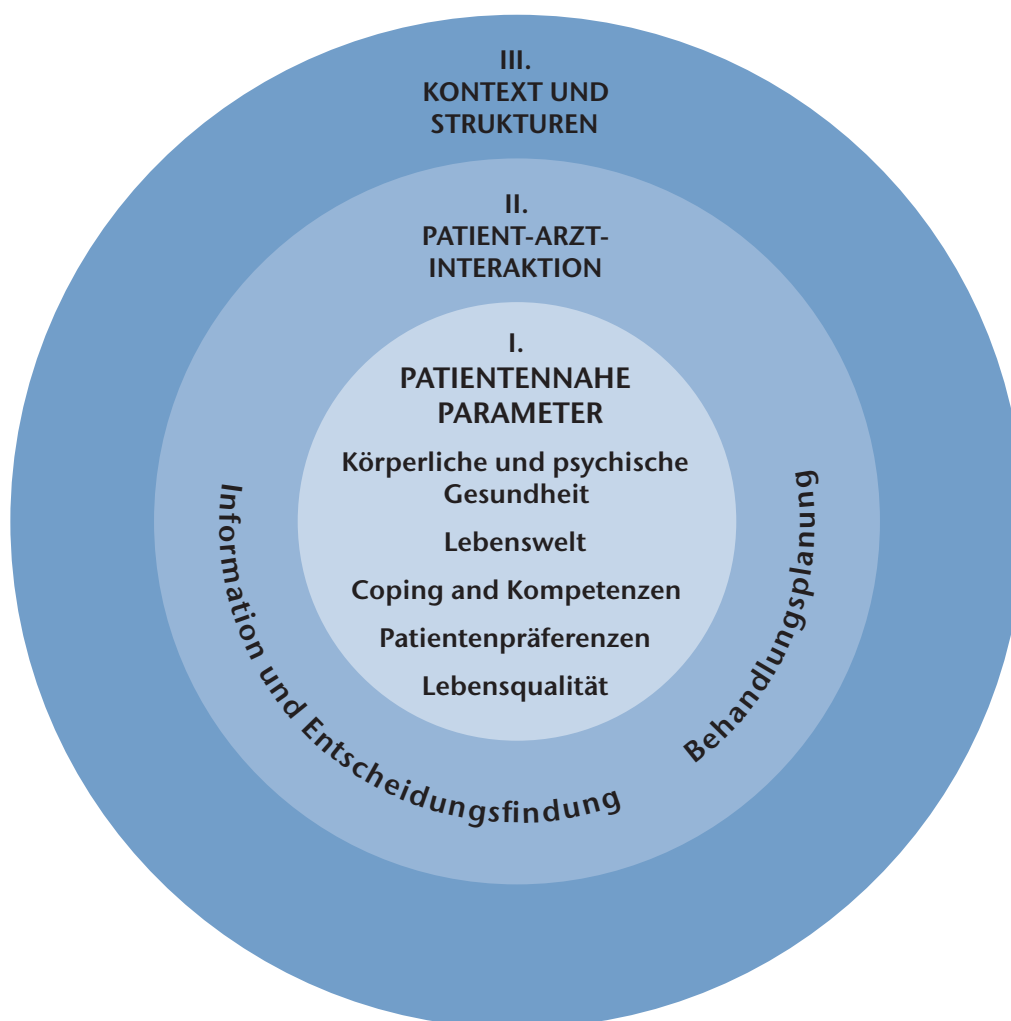 III.
KONTEXT UND
STRUKTUREN
II.
PATIENT-ARZT-
INTERAKTION
I.
PATIENTENNAHE
PARAMETER
Körperliche und psychische
Gesundheit
Lebenswelt
Coping and Kompetenzen
Patientenpräferenzen
Lebensqualität
Information und Entscheidungsfindung
Behandlungsplanung